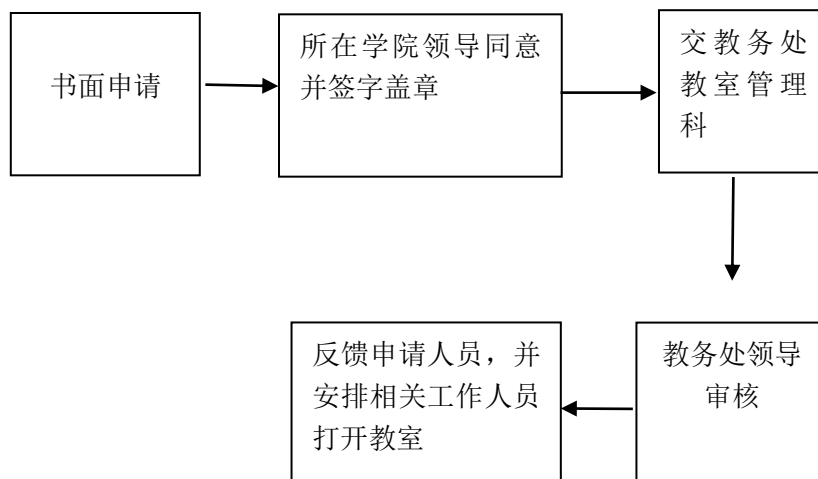 书面申请
所在学院领导同意
并签字盖章
交教务处
教室管理
科
教务处领导
审核
反馈申请人员，并
安排相关工作人员
打开教室